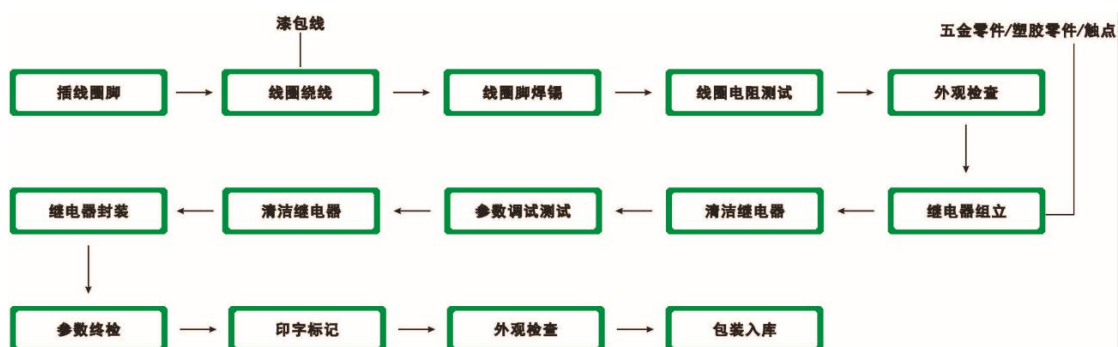 漆包线
五金零件/塑胶零件/触点
插线圈脚
线圈绕线
线圈脚焊锡
线圈电阻测试
外观检查
继电器封装
清洁继电器
参数调试测试
清洁继电器
继电器组立
参数终检
印字标记
外观检查
包装入库